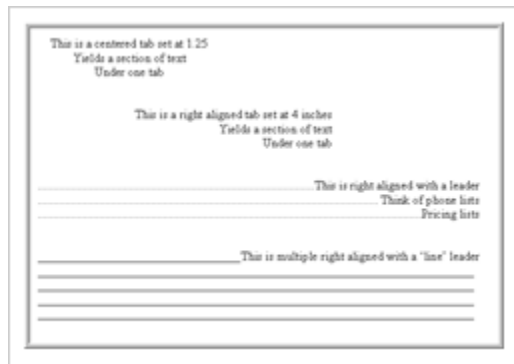 This is a centered tab set at 1.25
Yields a section of text
Under one tab
This is a right aligned tab set at 4 inches
Yields a section of text
Under one tab
This is right aligned with a leader
Think of phone lists
Pricing lists
This is multiple right aligned with a "line" leader